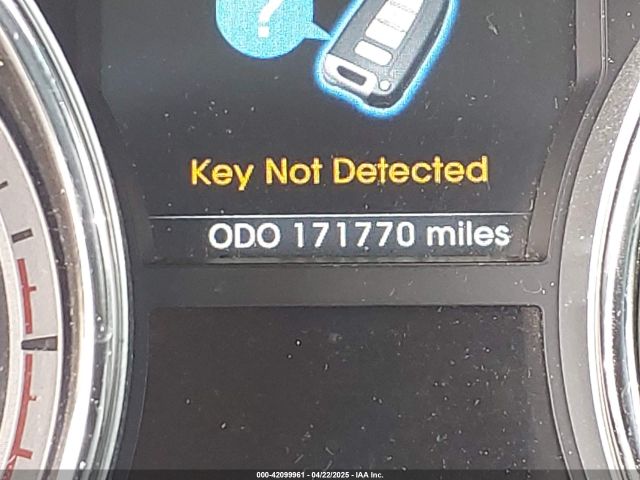 ?
Key Not Detected
ODO 171770 miles
000-42099961 - 04/22/2025 - IAA Inc.